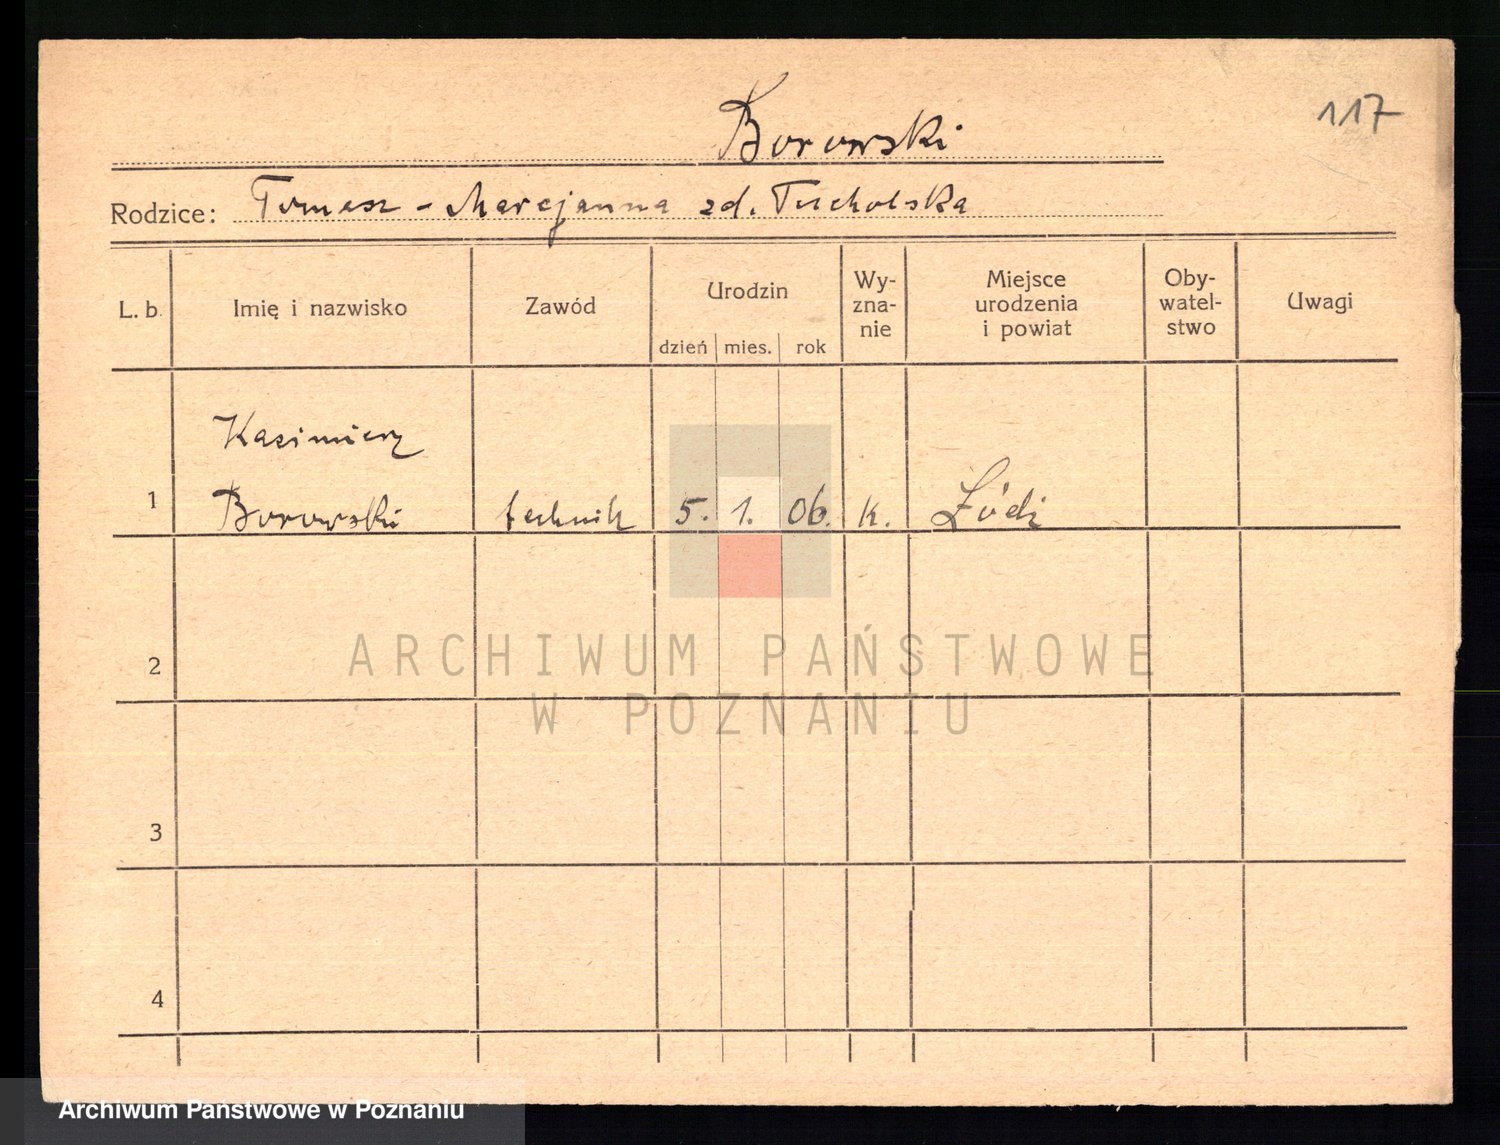 117
Borowski
Rodzice: Tomasz - Marcjanna zd. Tucholska
L. b. Imię i nazwisko Zawód Urodzin dzień mies. rok Wy-zna-nie Miejsce urodzenia i powiat Oby-watel-stwo Uwagi
Kazimierz
1 Borowski technik 5. 1. 06. k. Łódź
2
ARCHIWUM PAŃSTWOWE
W POZNANIU
3
4
Archiwum Państwowe w Poznaniu